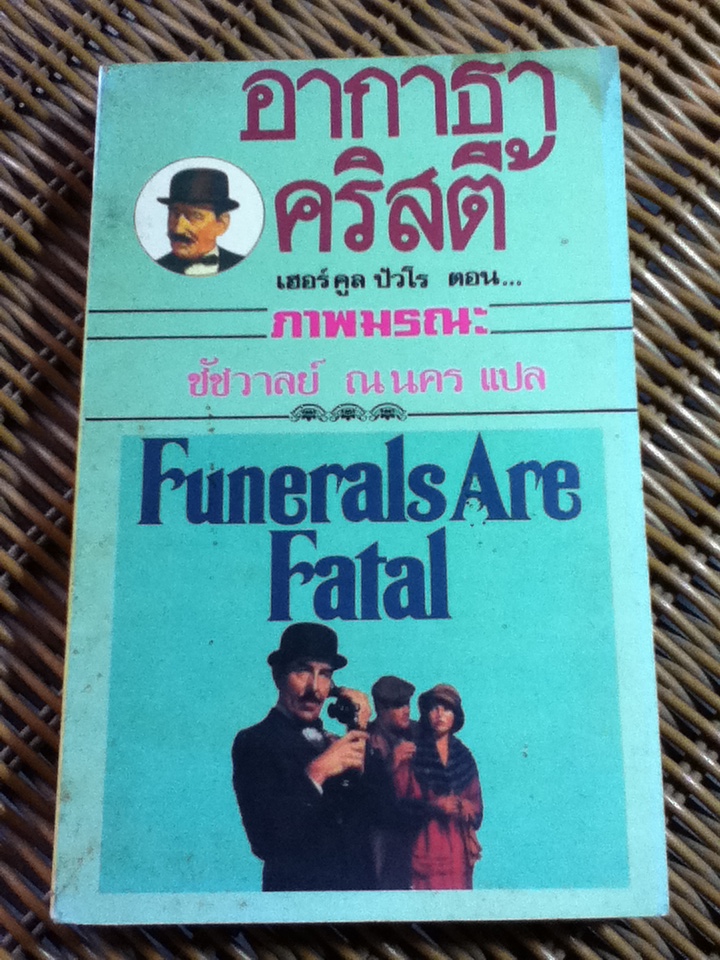 อากาธา
คริสตี้
เฮอร์คูล ปัวโร ตอน...
ภาพมรณะ
ชัชวาลย์ ณ นคร แปล
Funerals Are
Fatal